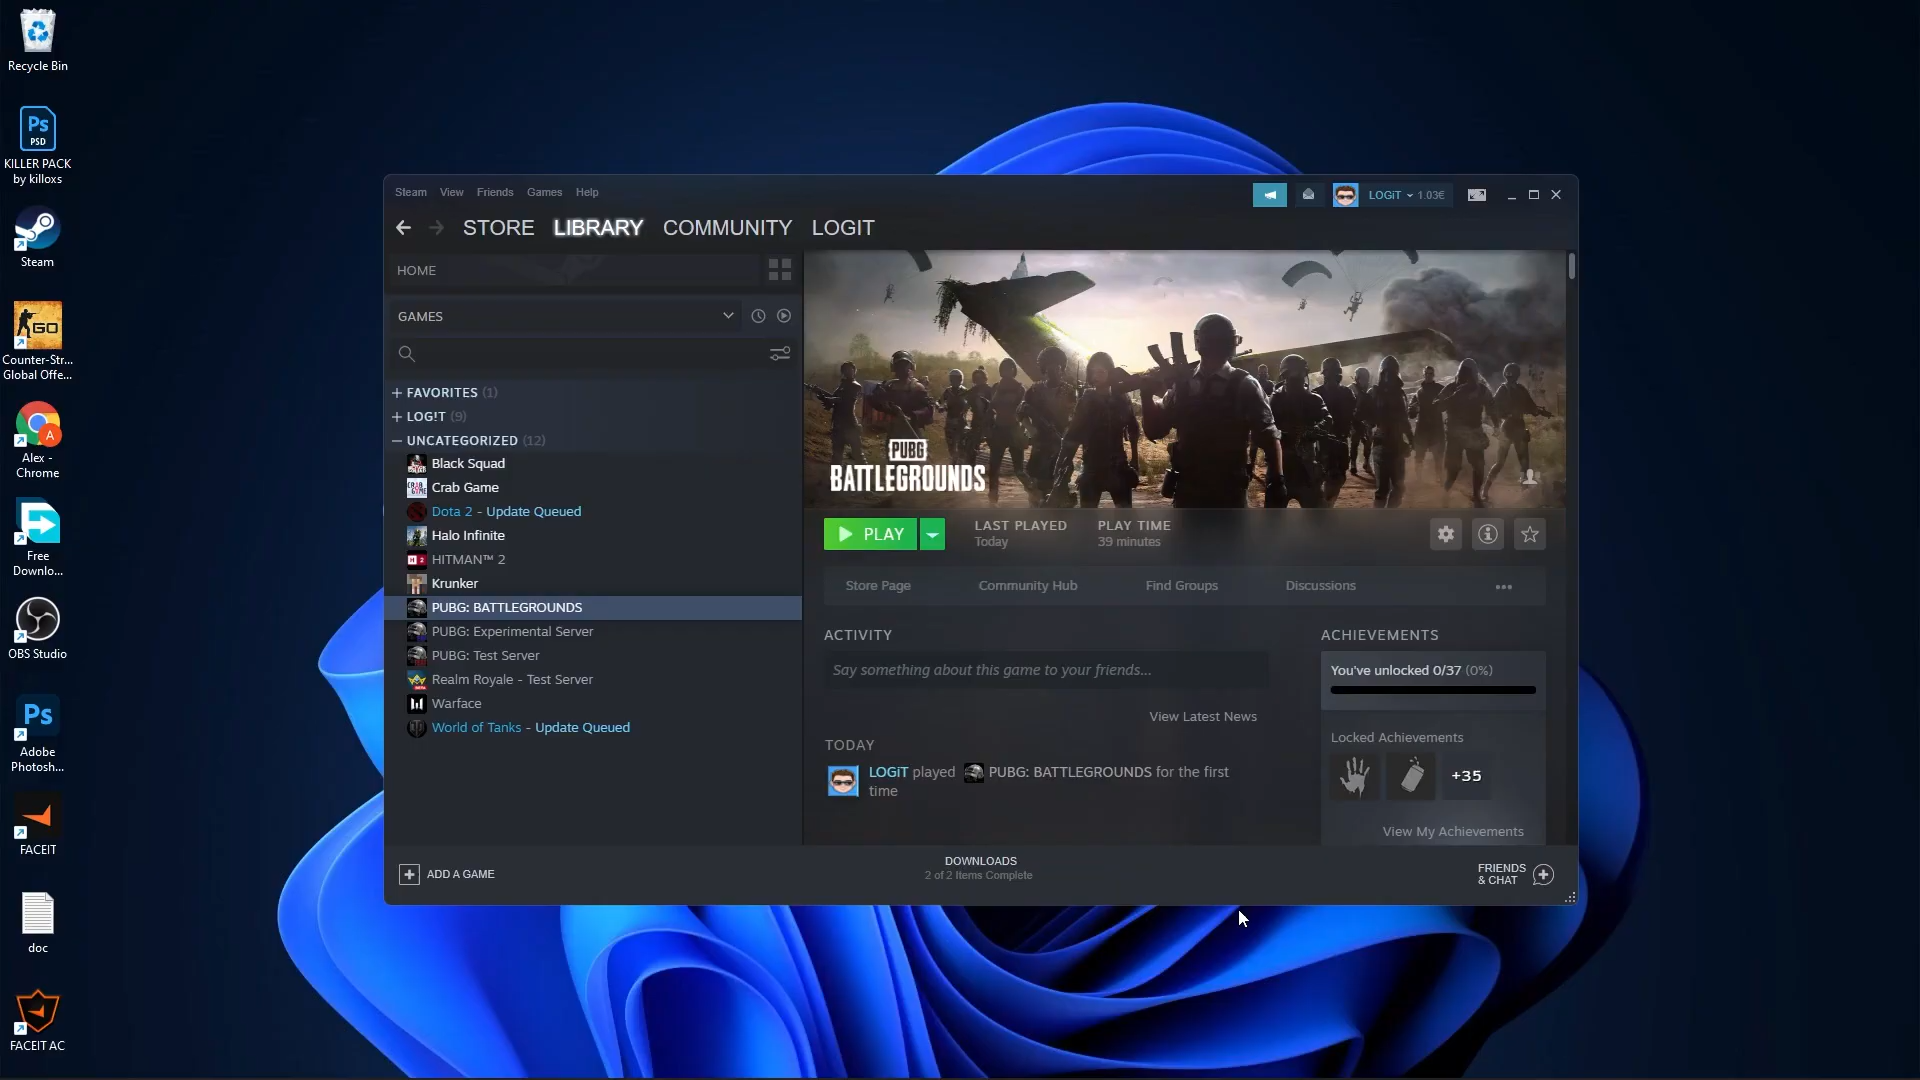 Recycle Bin
Ps
PSD
KILLER PACK
by killoxs
Steam
GO
Counter-Str...
Global Offe...
A
Alex -
Chrome
Free
Downlo...
OBS Studio
Ps
Adobe
Photosh...
FACEIT
doc
FACEIT AC
Steam View Friends Games Help
LOGiT 1.03€
STORE LIBRARY COMMUNITY LOGIT
HOME
GAMES
+ FAVORITES (1)
+ LOG!T (9)
− UNCATEGORIZED (12)
Black Squad
Crab Game
Dota 2 - Update Queued
Halo Infinite
HITMAN™ 2
Krunker
PUBG: BATTLEGROUNDS
PUBG: Experimental Server
PUBG: Test Server
Realm Royale - Test Server
Warface
World of Tanks - Update Queued
PUBG
BATTLEGROUNDS
PLAY
LAST PLAYED
Today
PLAY TIME
39 minutes
Store Page Community Hub Find Groups Discussions
ACTIVITY
Say something about this game to your friends...
View Latest News
TODAY
LOGiT played PUBG: BATTLEGROUNDS for the first
time
ACHIEVEMENTS
You've unlocked 0/37 (0%)
Locked Achievements
+35
View My Achievements
ADD A GAME
DOWNLOADS
2 of 2 Items Complete
FRIENDS
& CHAT